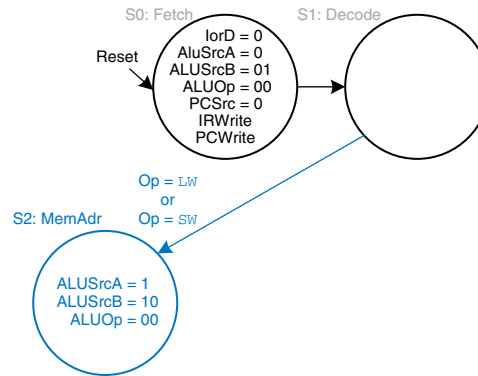 S0: Fetch
S1: Decode
Reset
IorD = 0
AluSrcA = 0
ALUSrcB = 01
ALUOp = 00
PCSrc = 0
IRWrite
PCWrite
Op = LW
or
Op = SW
S2: MemAdr
ALUSrcA = 1
ALUSrcB = 10
ALUOp = 00